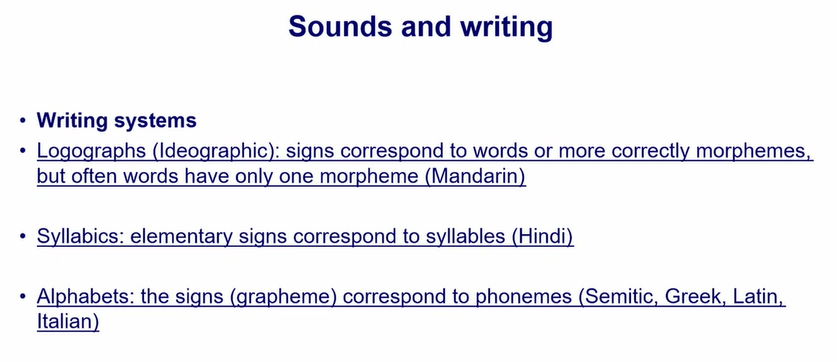 Sounds and writing
• Writing systems
• Logographs (Ideographic): signs correspond to words or more correctly morphemes,
but often words have only one morpheme (Mandarin)
• Syllabics: elementary signs correspond to syllables (Hindi)
• Alphabets: the signs (grapheme) correspond to phonemes (Semitic, Greek, Latin,
Italian)